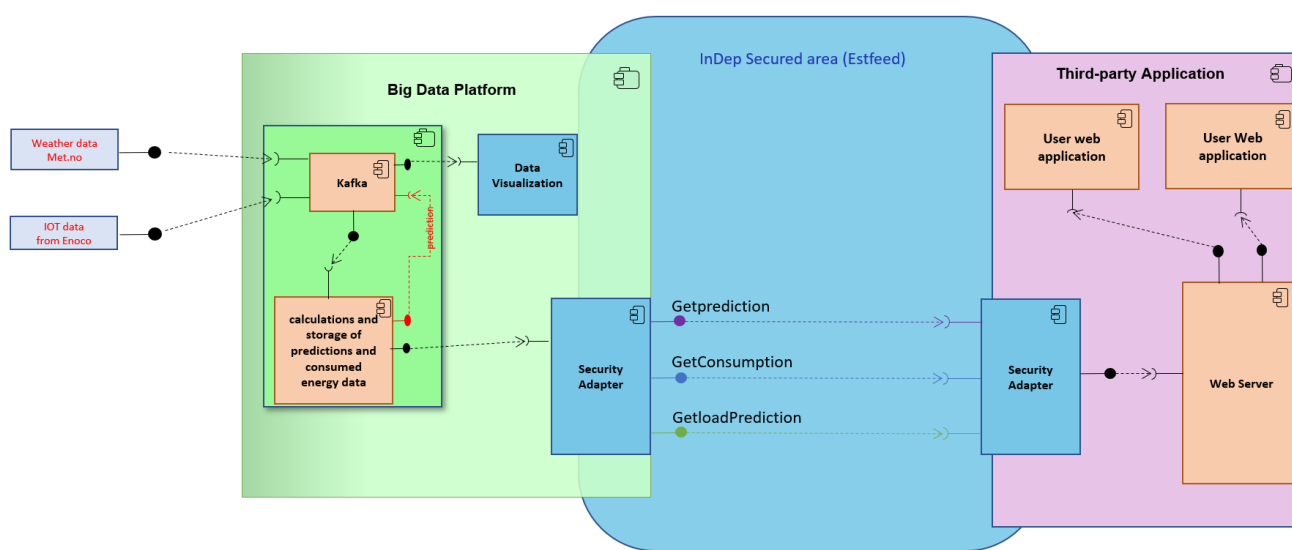 InDep Secured area (Estfeed)
Big Data Platform
Third-party Application
Weather data
Met.no
IOT data
from Enoco
Kafka
Data
Visualization
prediction
calculations and
storage of
predictions and
consumed
energy data
Security
Adapter
Getprediction
GetConsumption
GetloadPrediction
Security
Adapter
User web
application
User Web
application
Web Server